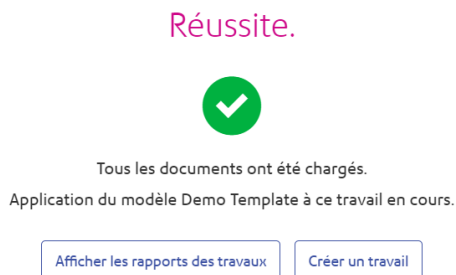 Réussite.
Tous les documents ont été chargés.
Application du modèle Demo Template à ce travail en cours.
Afficher les rapports des travaux
Créer un travail